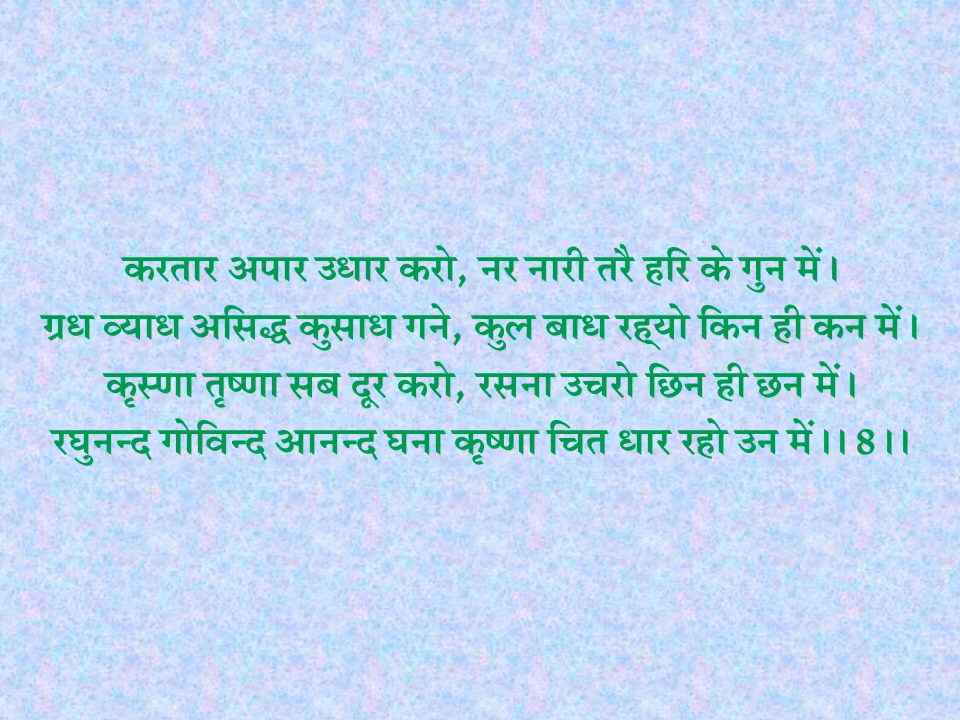 करतार अपार उधार करो, नर नारी तरै हरि के गुन में।
ग्रध व्याध असिद्ध कुसाध गने, कुल बाध रह्यो किन ही कन में।
कृस्णा तृष्णा सब दूर करो, रसना उचरो छिन ही छन में।
रघुनन्द गोविन्द आनन्द घना कृष्णा चित धार रहो उन में।। 8।।